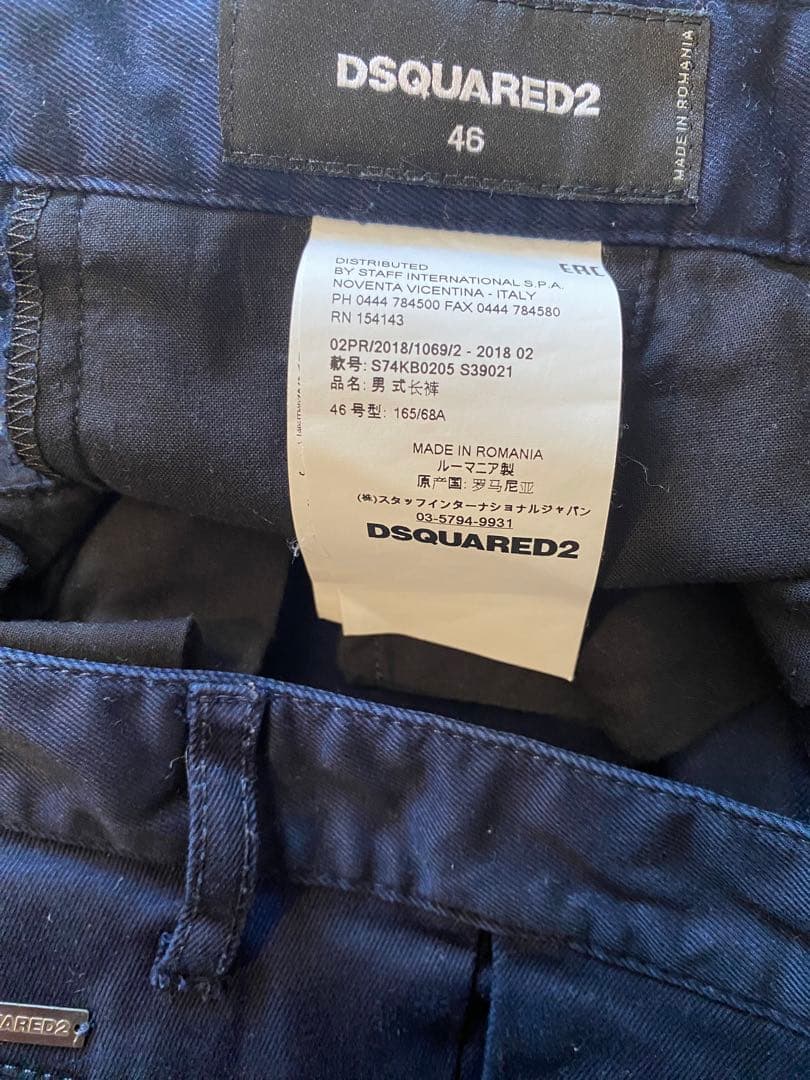 DSQUARED2
46
MADE IN ROMANIA
DISTRIBUTED
BY STAFF INTERNATIONAL S.P.A.
NOVENTA VICENTINA - ITALY
PH 0444 784500 FAX 0444 784580
RN 154143
EAC
02PR/2018/1069/2 - 2018 02
款号: S74KB0205 S39021
品名: 男 式长裤
46 号型: 165/68A
MADE IN ROMANIA
ルーマニア製
原产国: 罗马尼亚
(株)スタッフインターナショナルジャパン
03-5794-9931
DSQUARED2
ARED2